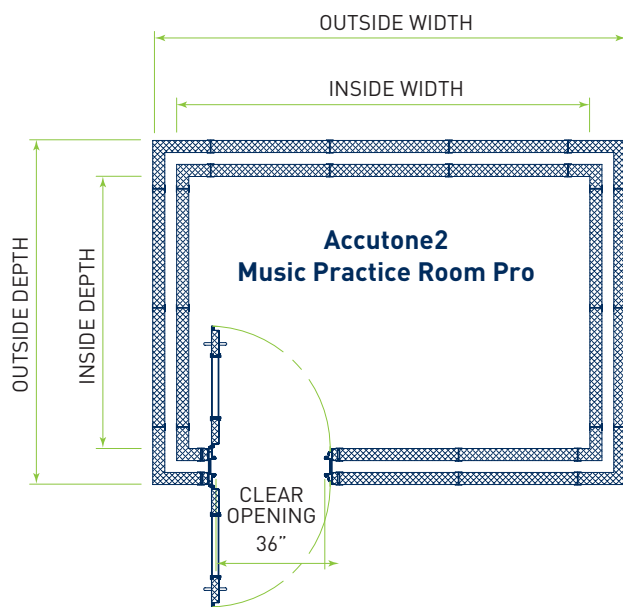 OUTSIDE WIDTH
INSIDE WIDTH
OUTSIDE DEPTH
INSIDE DEPTH
Accutone2
Music Practice Room Pro
CLEAR
OPENING
36”